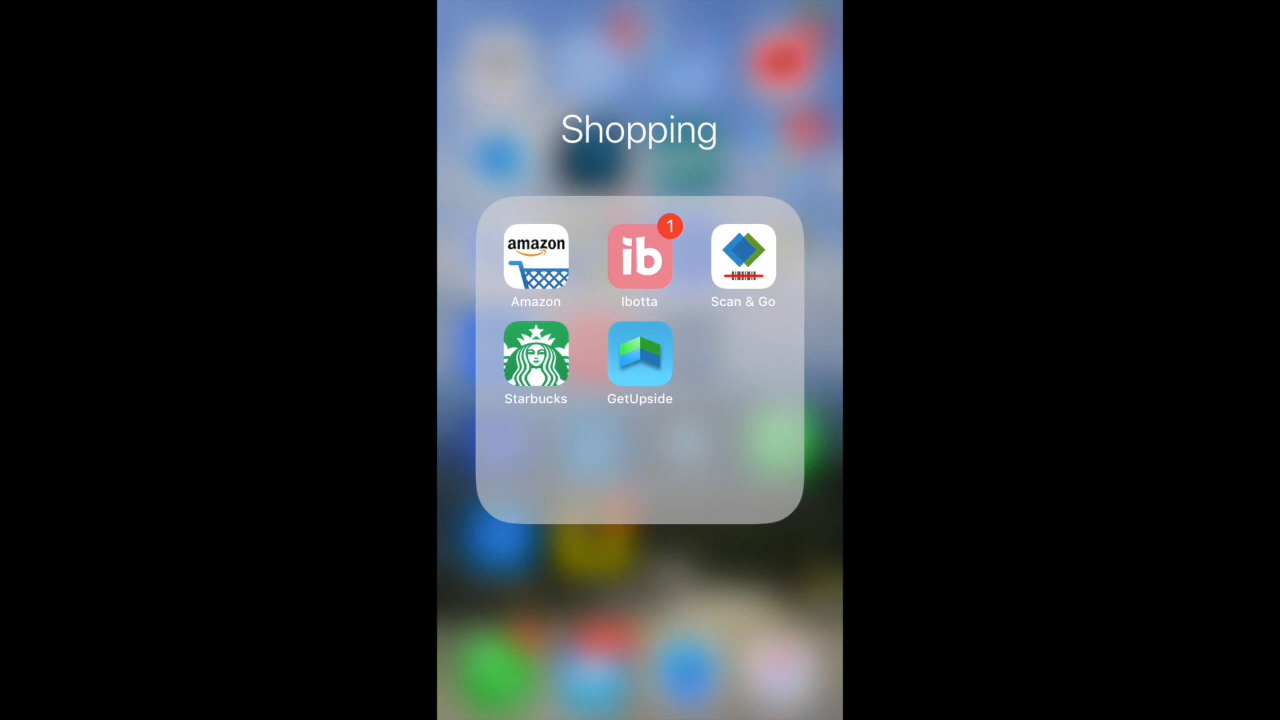 Shopping
1
amazon
ib
Amazon
Ibotta
Scan & Go
Starbucks
GetUpside